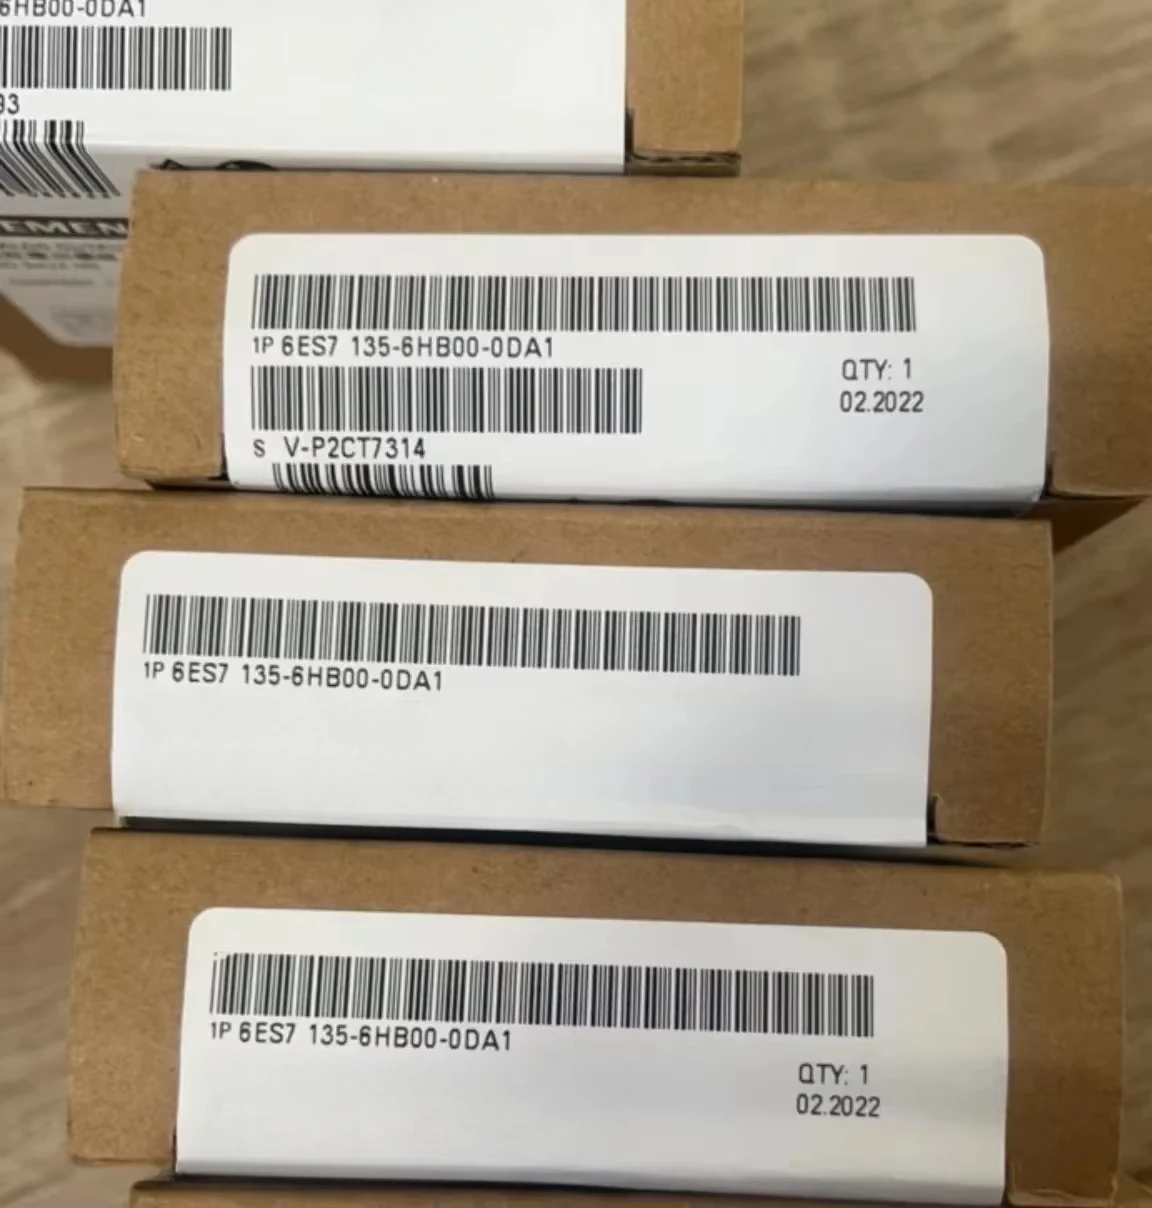 6HB00-0DA1
93
EMEN
1P 6ES7 135-6HB00-0DA1
QTY: 1
02.2022
S V-P2CT7314
1P 6ES7 135-6HB00-0DA1
1P 6ES7 135-6HB00-0DA1
QTY: 1
02.2022